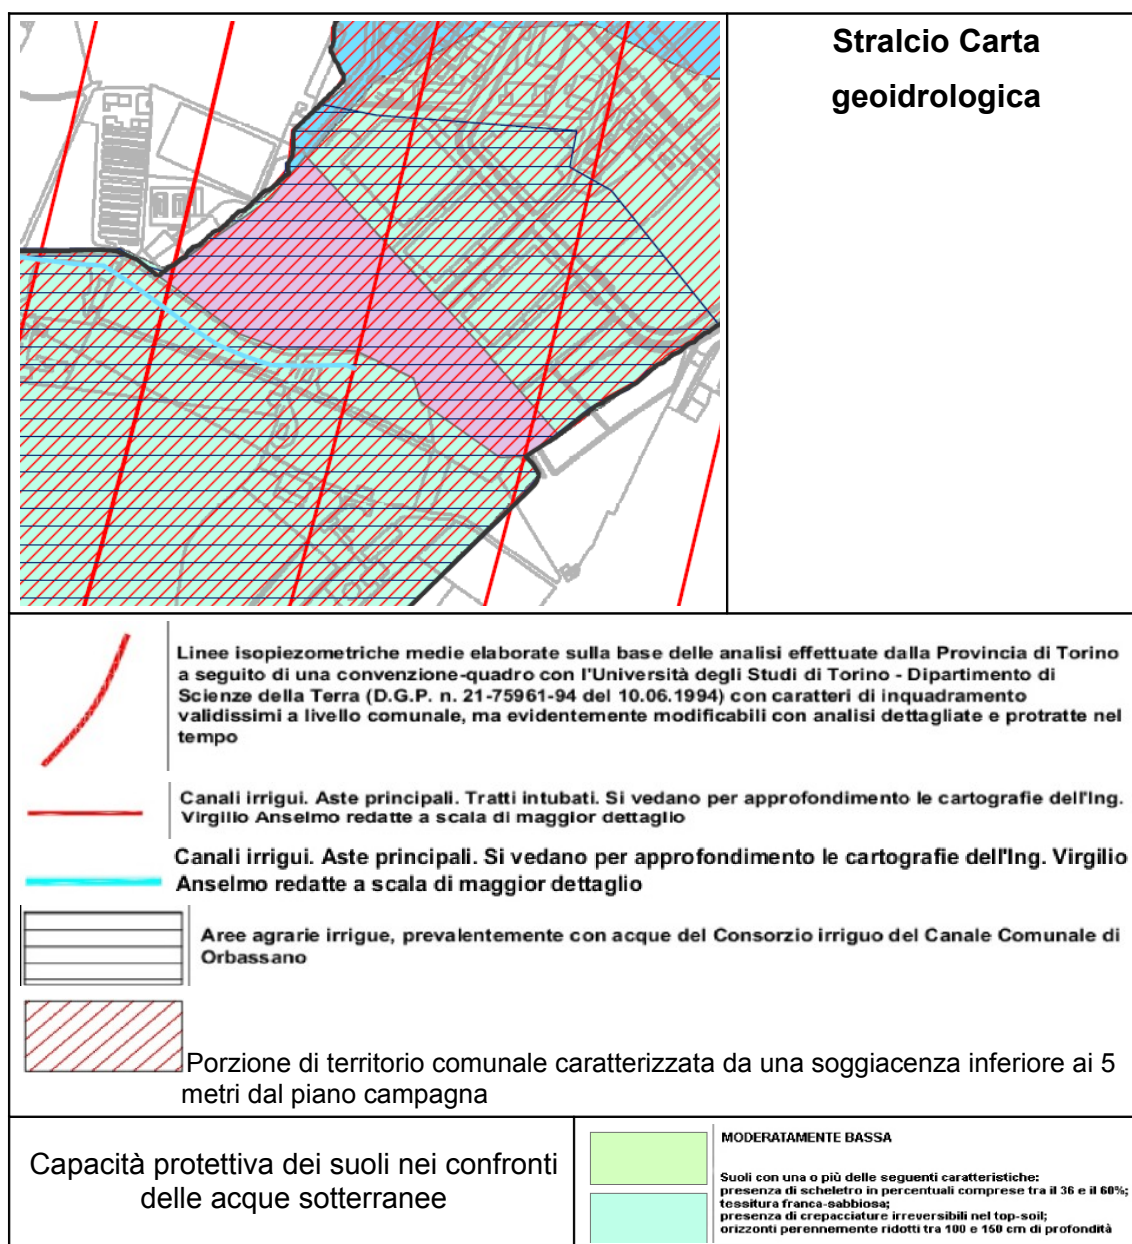 Stralcio Carta
geoidrologica
Linee isopiezometriche medie elaborate sulla base delle analisi effettuate dalla Provincia di Torino
a seguito di una convenzione-quadro con l'Università degli Studi di Torino - Dipartimento di
Scienze della Terra (D.G.P. n. 21-75961-94 del 10.06.1994) con caratteri di inquadramento
validissimi a livello comunale, ma evidentemente modificabili con analisi dettagliate e protratte nel
tempo
Canali irrigui. Aste principali. Tratti intubati. Si vedano per approfondimento le cartografie dell'Ing.
Virgilio Anselmo redatte a scala di maggior dettaglio
Canali irrigui. Aste principali. Si vedano per approfondimento le cartografie dell'Ing. Virgilio
Anselmo redatte a scala di maggior dettaglio
Aree agrarie irrigue, prevalentemente con acque del Consorzio irriguo del Canale Comunale di
Orbassano
Porzione di territorio comunale caratterizzata da una soggiacenza inferiore ai 5
metri dal piano campagna
Capacità protettiva dei suoli nei confronti
delle acque sotterranee
MODERATAMENTE BASSA
Suoli con una o più delle seguenti caratteristiche:
presenza di scheletro in percentuali comprese tra il 36 e il 60%;
tessitura franca-sabbiosa;
presenza di crepacciature irreversibili nel top-soil;
orizzonti perennemente ridotti tra 100 e 150 cm di profondità